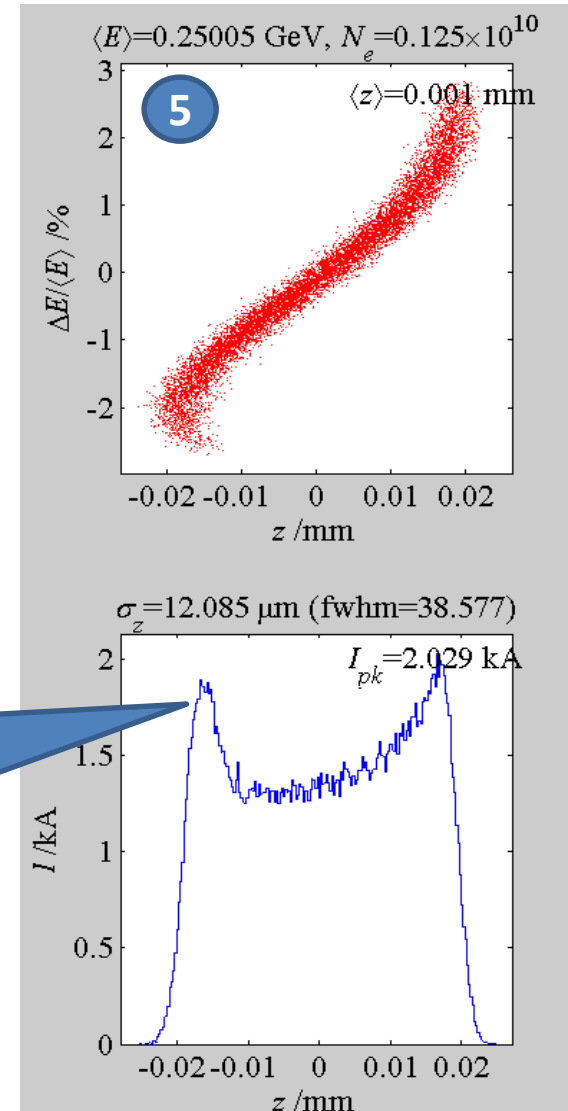 ⟨E⟩=0.25005 GeV, N_e=0.125×10^10
5
⟨z⟩=0.001 mm
3
2
1
0
-1
-2
ΔE/⟨E⟩ /%
-0.02 -0.01 0 0.01 0.02
z /mm
σ_z=12.085 μm (fwhm=38.577)
I_pk=2.029 kA
2
1.5
1
0.5
0
I /kA
-0.02 -0.01 0 0.01 0.02
z /mm